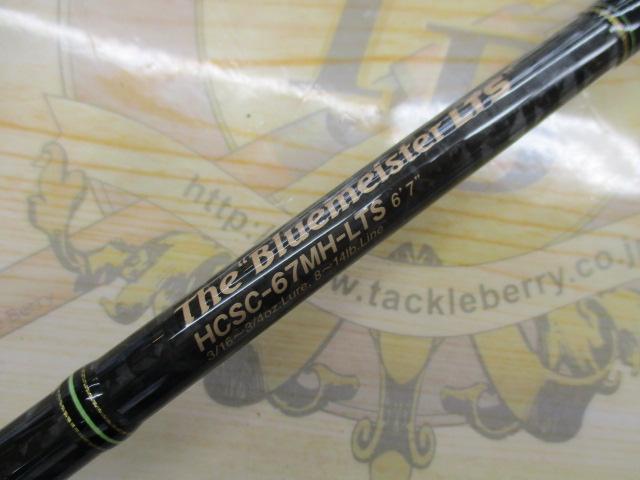 The "Bluemeister LTS
HCSC-67MH-LTS 6'7"
3/16~3/4oz.Lure, 8~14lb.Line
http:
w.tackleberry.co
Berry